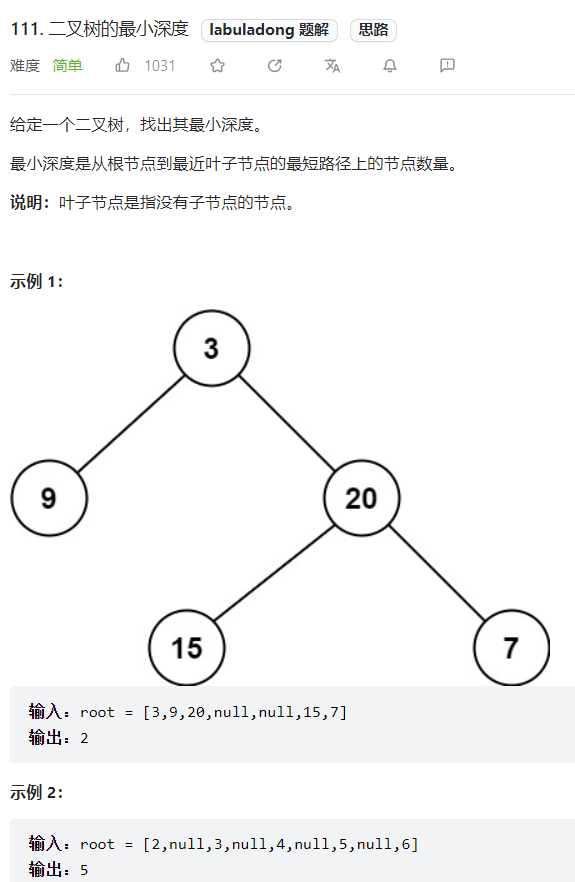 111. 二叉树的最小深度 labuladong 题解 思路
难度 简单 1031
给定一个二叉树，找出其最小深度。
最小深度是从根节点到最近叶子节点的最短路径上的节点数量。
说明：叶子节点是指没有子节点的节点。
示例 1：
3
9 20
15 7
输入：root = [3,9,20,null,null,15,7]
输出：2
示例 2：
输入：root = [2,null,3,null,4,null,5,null,6]
输出：5